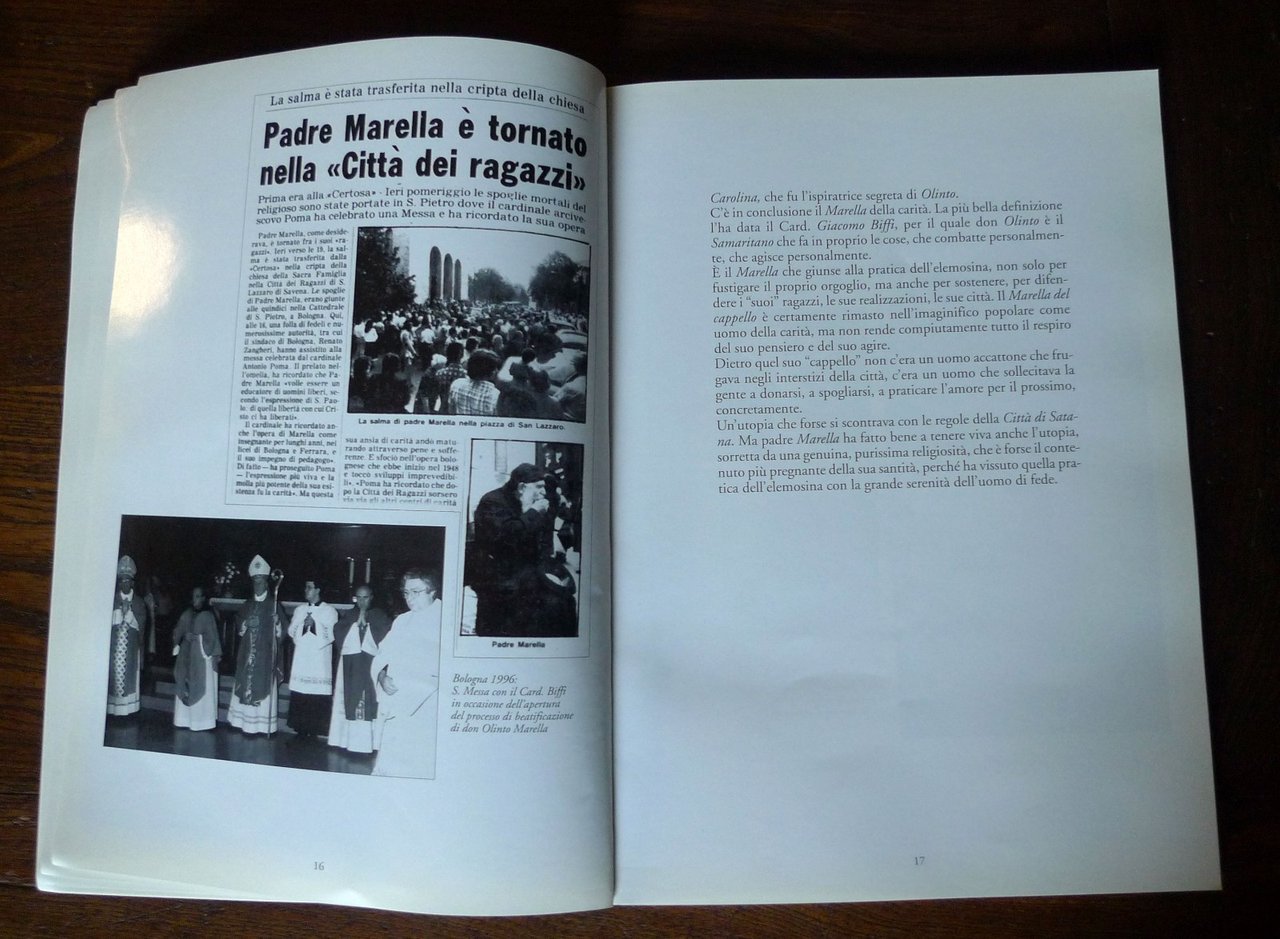 La salma è stata trasferita nella cripta della chiesa
Padre Marella è tornato
nella «Città dei ragazzi»
Prima era alla «Certosa» - Ieri pomeriggio le spoglie mortali del
religioso sono state portate in S. Pietro dove il cardinale arcive-
scovo Poma ha celebrato una Messa e ha ricordato la sua opera
Padre Marella, come deside-
rava, è tornato fra i suoi «ra-
gazzi». Ieri verso le 19, la sal-
ma è stata trasferita dalla
«Certosa» nella cripta della
chiesa della Sacra Famiglia
nella Città dei Ragazzi di S.
Lazzaro di Savena. Le spoglie
di Padre Marella, erano giunte
alle quindici nella Cattedrale
di S. Pietro, a Bologna. Qui,
alle 16, una folla di fedeli e nu-
merosissime autorità, tra cui
il sindaco di Bologna, Renato
Zangheri, hanno assistito alla
messa celebrata dal cardinale
Antonio Poma. Il prelato nel-
l'omelia, ha ricordato che Pa-
dre Marella «volle essere un
educatore di uomini liberi, se-
condo l'espressione di S. Pao-
lo: di quella libertà con cui Cri-
sto ci ha liberati».
Il cardinale ha ricordato an-
che l'opera di Marella come
insegnante per lunghi anni, nei
licei di Bologna e Ferrara, e
il suo impegno di pedagogo».
Di fatto — ha proseguito Poma
— l'espressione più viva e la
molla più potente della sua esi-
stenza fu la carità». Ma questa
La salma di padre Marella nella piazza di San Lazzaro.
sua ansia di carità andò matu-
rando attraverso pene e soffe-
renze. E sfociò nell'opera bolo-
gnese che ebbe inizio nel 1948
e toccò sviluppi imprevedibi-
li». «Poma ha ricordato che do-
po la Città dei Ragazzi sorsero
via via gli altri centri di carità
Padre Marella
Bologna 1996:
S. Messa con il Card. Biffi
in occasione dell'apertura
del processo di beatificazione
di don Olinto Marella
16
Carolina, che fu l'ispiratrice segreta di Olinto.
C'è in conclusione il Marella della carità. La più bella definizione
l'ha data il Card. Giacomo Biffi, per il quale don Olinto è il
Samaritano che fa in proprio le cose, che combatte personalmen-
te, che agisce personalmente.
È il Marella che giunse alla pratica dell'elemosina, non solo per
fustigare il proprio orgoglio, ma anche per sostenere, per difen-
dere i "suoi" ragazzi, le sue realizzazioni, le sue città. Il Marella del
cappello è certamente rimasto nell'imaginifico popolare come
uomo della carità, ma non rende compiutamente tutto il respiro
del suo pensiero e del suo agire.
Dietro quel suo "cappello" non c'era un uomo accattone che fru-
gava negli interstizi della città, c'era un uomo che sollecitava la
gente a donarsi, a spogliarsi, a praticare l'amore per il prossimo,
concretamente.
Un'utopia che forse si scontrava con le regole della Città di Sata-
na. Ma padre Marella ha fatto bene a tenere viva anche l'utopia,
sorretta da una genuina, purissima religiosità, che è forse il conte-
nuto più pregnante della sua santità, perché ha vissuto quella pra-
tica dell'elemosina con la grande serenità dell'uomo di fede.
17